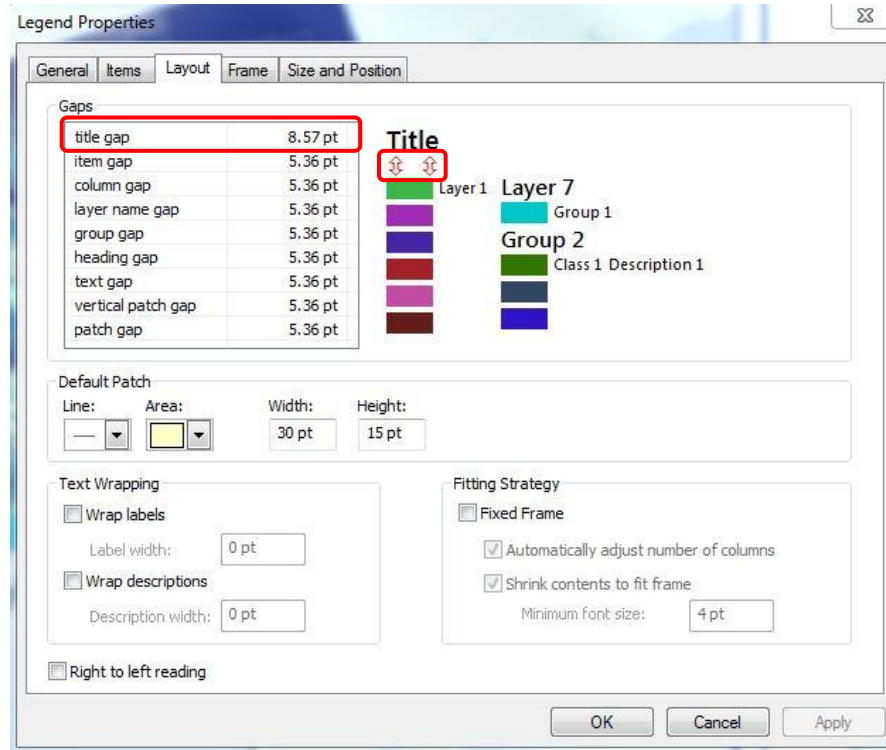 Legend Properties
General Items Layout Frame Size and Position
Gaps
title gap 8.57 pt
item gap 5.36 pt
column gap 5.36 pt
layer name gap 5.36 pt
group gap 5.36 pt
heading gap 5.36 pt
text gap 5.36 pt
vertical patch gap 5.36 pt
patch gap 5.36 pt
Title
Layer 1
Layer 7
Group 1
Group 2
Class 1 Description 1
Default Patch
Line: Area: Width: Height:
30 pt 15 pt
Text Wrapping
Wrap labels
Label width: 0 pt
Wrap descriptions
Description width: 0 pt
Fitting Strategy
Fixed Frame
Automatically adjust number of columns
Shrink contents to fit frame
Minimum font size: 4 pt
Right to left reading
OK Cancel Apply